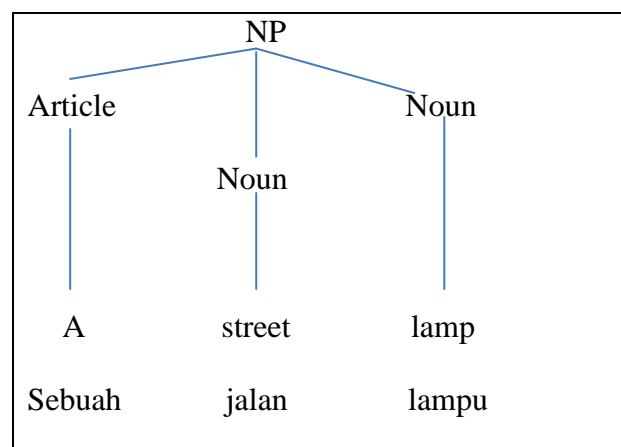 NP
Article Noun
Noun
A street lamp
Sebuah jalan lampu